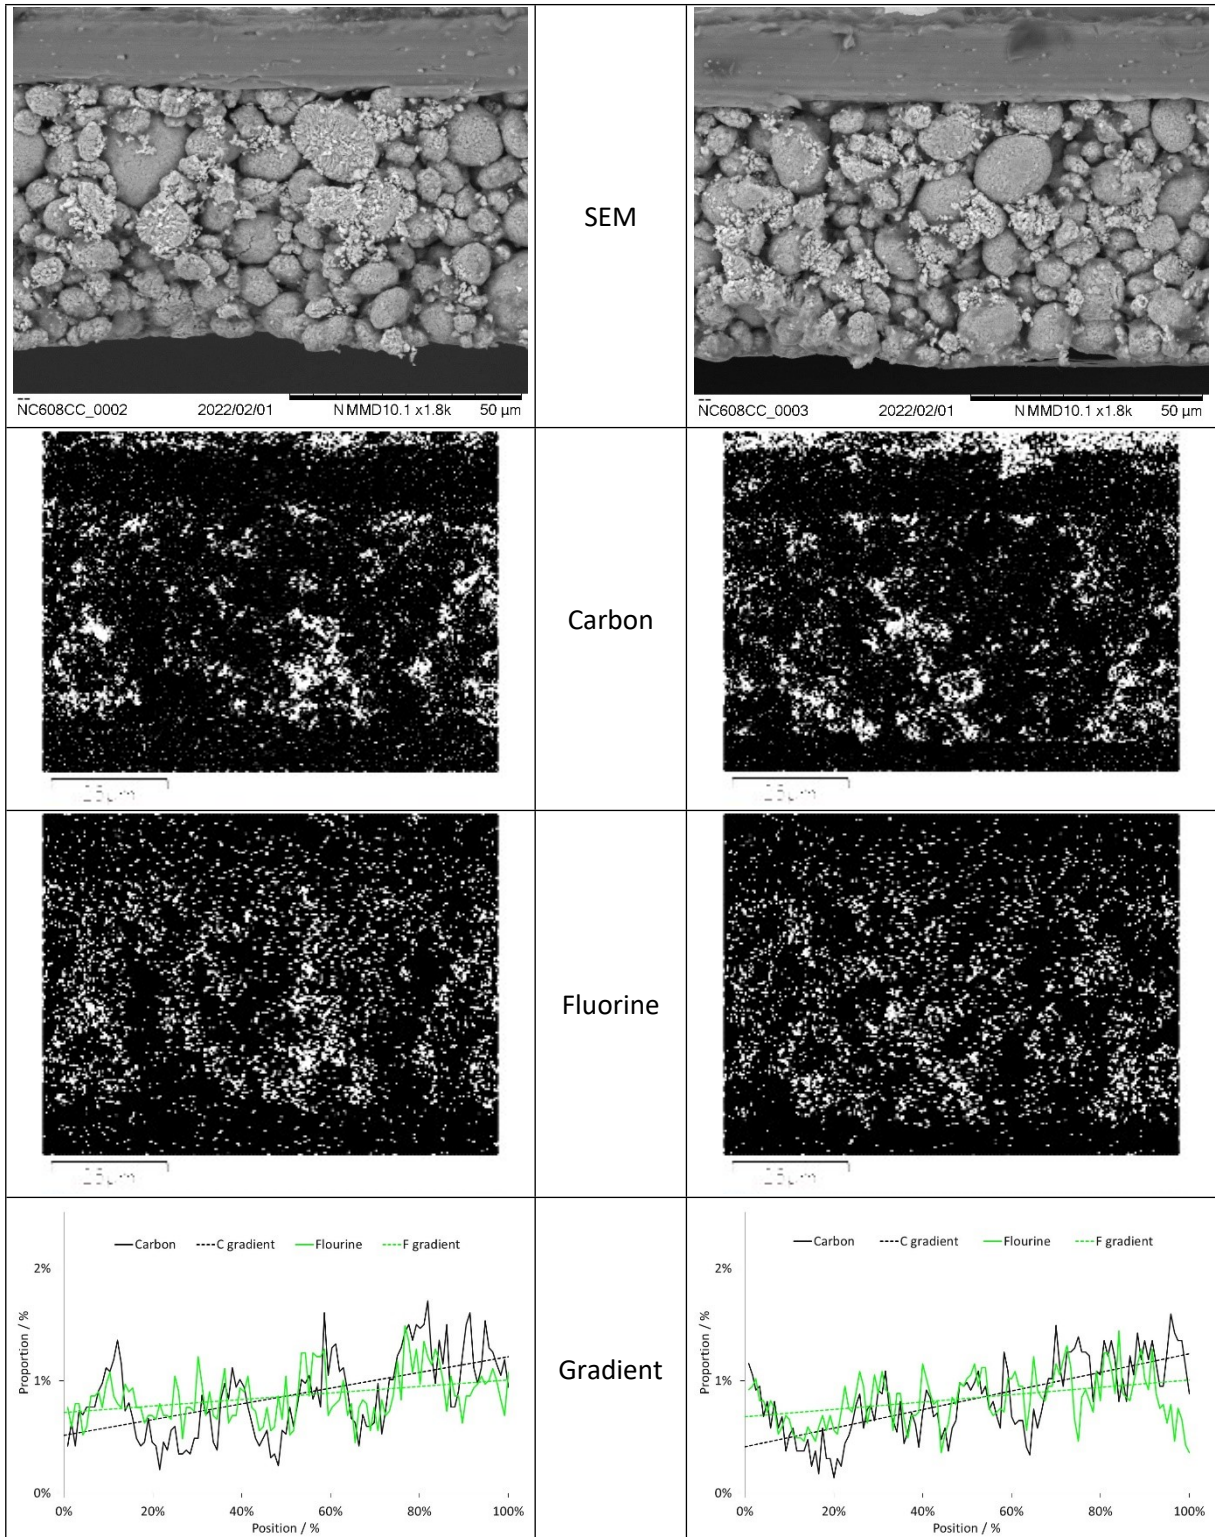 SEM
NC608CC_0002 2022/02/01 NMMD10.1 x1.8k 50 µm
NC608CC_0003 2022/02/01 NMMD10.1 x1.8k 50 µm
Carbon
Fluorine
Gradient
Carbon C gradient Flourine F gradient
2%
1%
0%
Proportion / %
0% 20% 40% 60% 80% 100%
Position / %
Carbon C gradient Flourine F gradient
2%
1%
0%
Proportion / %
0% 20% 40% 60% 80% 100%
Position / %